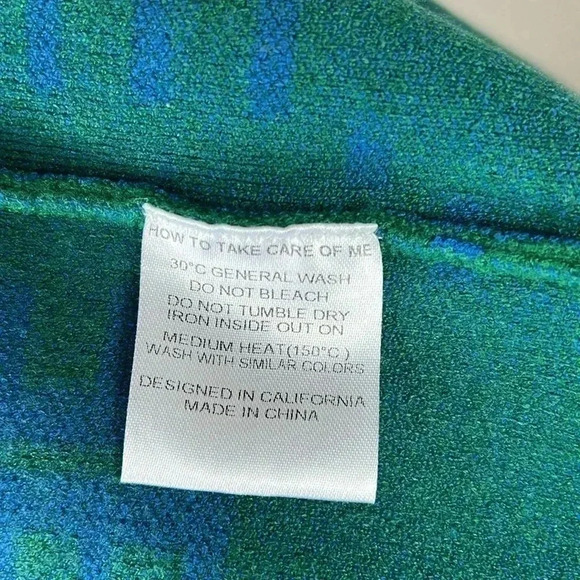 HOW TO TAKE CARE OF ME
30°C GENERAL WASH
DO NOT BLEACH
DO NOT TUMBLE DRY
IRON INSIDE OUT ON
MEDIUM HEAT(150°C )
WASH WITH SIMILAR COLORS
DESIGNED IN CALIFORNIA
MADE IN CHINA